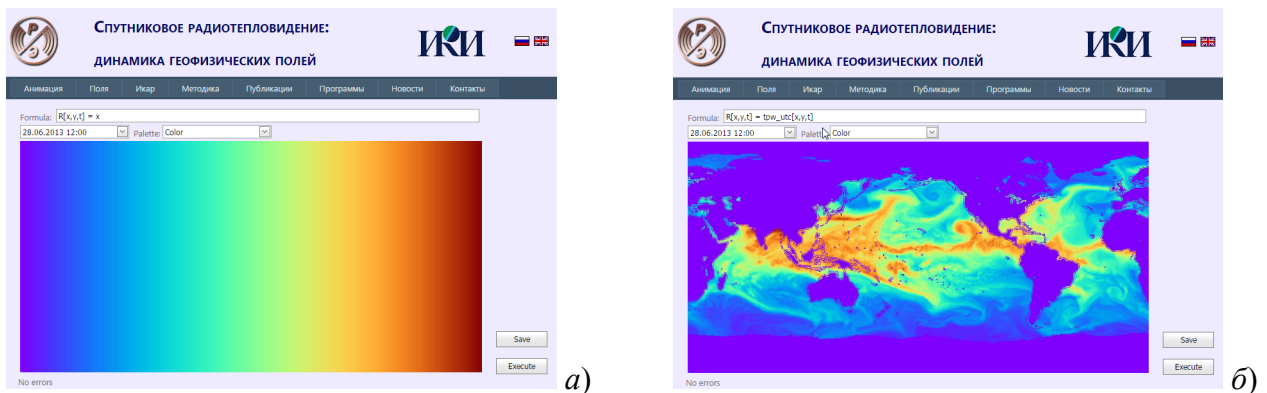 Спутниковое радиотепловидение:
динамика геофизических полей
ИКИ
Анимация Поля Икар Методика Публикации Программы Новости Контакты
Formula: R[x,y,t] = x
28.06.2013 12:00 Palette: Color
Save
Execute
No errors
а)
Спутниковое радиотепловидение:
динамика геофизических полей
ИКИ
Анимация Поля Икар Методика Публикации Программы Новости Контакты
Formula: R[x,y,t] = tpw_utc[x,y,t]
28.06.2013 12:00 Color
Save
Execute
No errors
б)